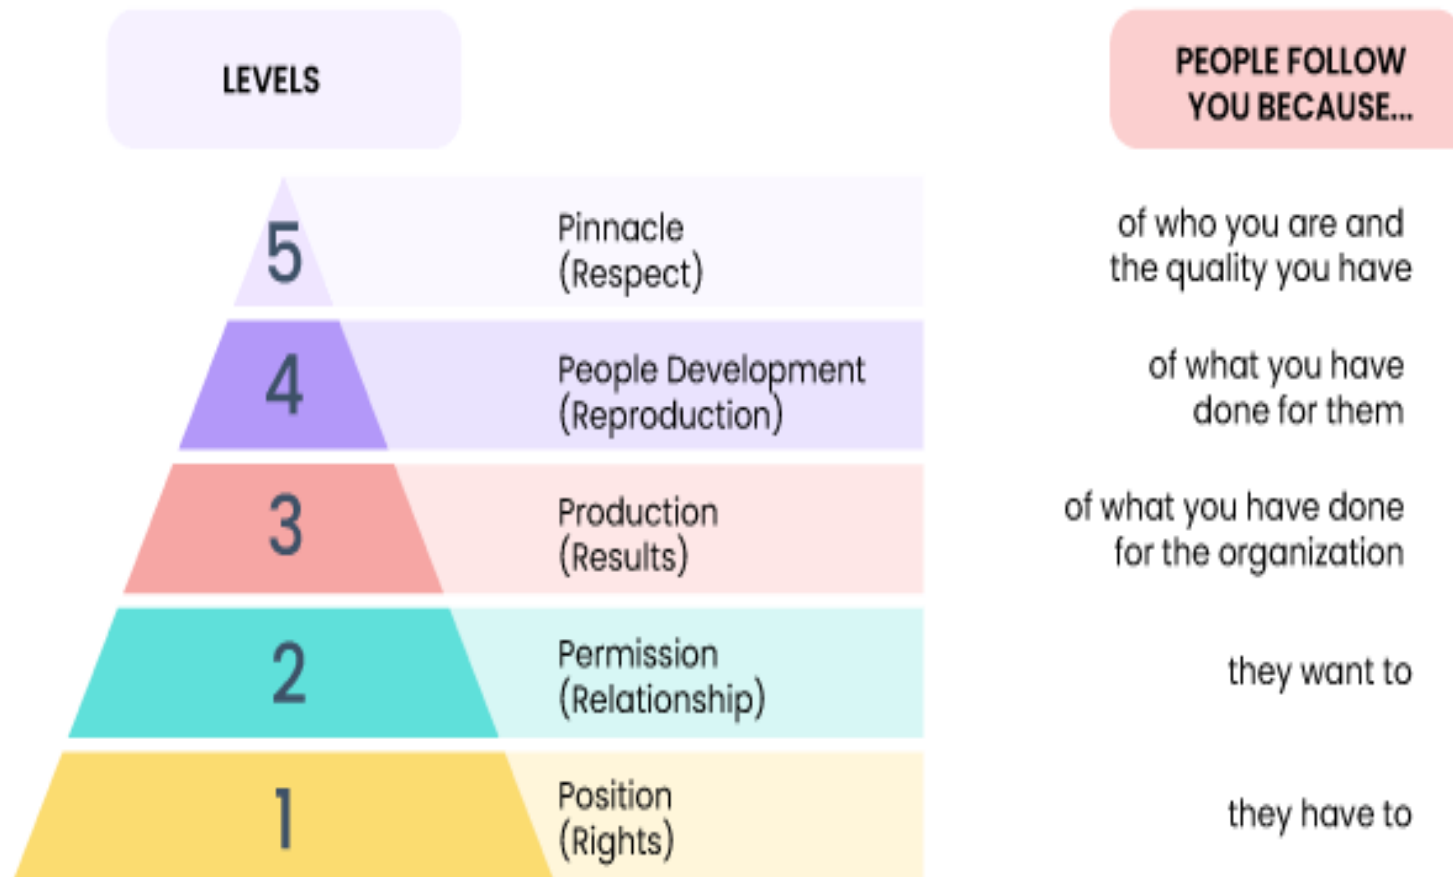 LEVELS
PEOPLE FOLLOW
YOU BECAUSE...
5
Pinnacle
(Respect)
of who you are and
the quality you have
4
People Development
(Reproduction)
of what you have
done for them
3
Production
(Results)
of what you have done
for the organization
2
Permission
(Relationship)
they want to
1
Position
(Rights)
they have to